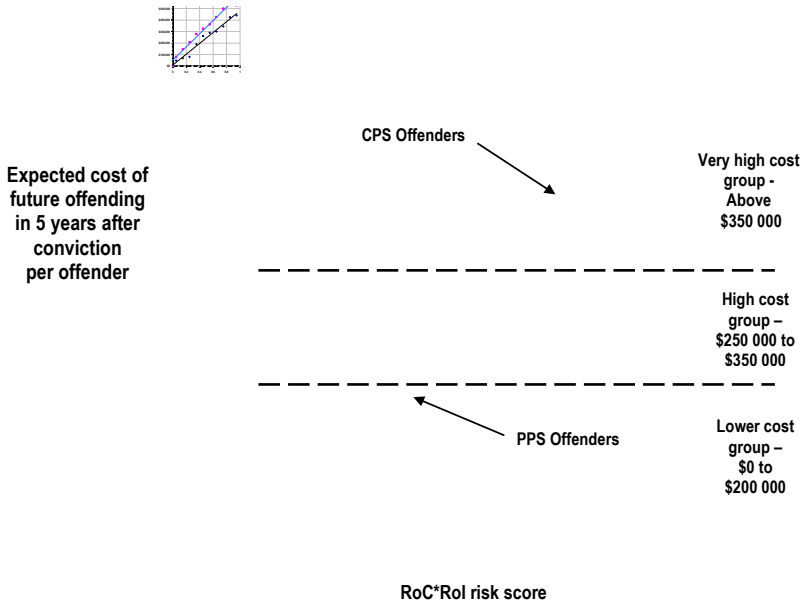 CPS Offenders
Expected cost of
future offending
in 5 years after
conviction
per offender
Very high cost
group -
Above
$350 000
High cost
group –
$250 000 to
$350 000
PPS Offenders
Lower cost
group –
$0 to
$200 000
RoC*RoI risk score